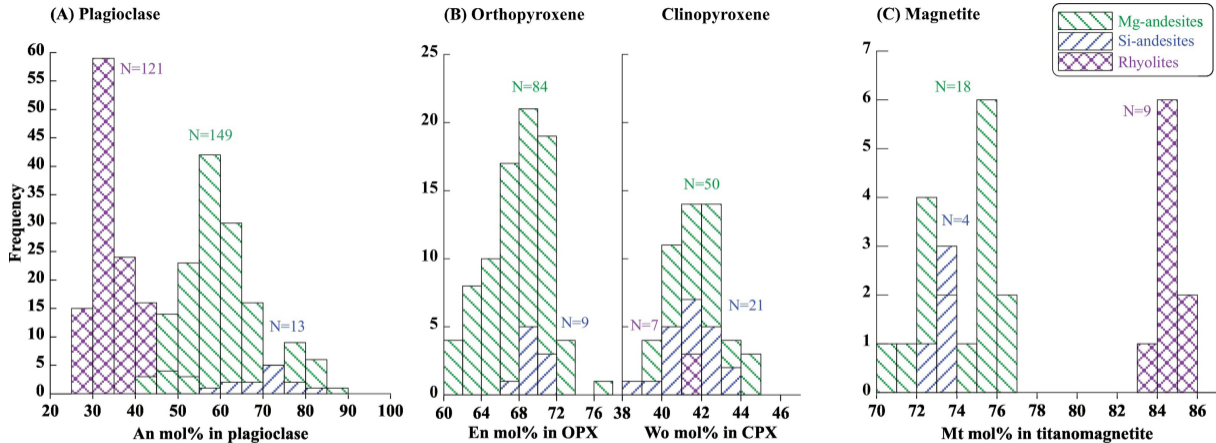 (A) Plagioclase
(B) Orthopyroxene
Clinopyroxene
(C) Magnetite
Mg-andesites
Si-andesites
Rhyolites
Frequency
60
55
50
45
40
35
30
25
20
15
10
5
0
N=121
N=149
N=13
20 30 40 50 60 70 80 90 100
An mol% in plagioclase
25
20
15
10
5
0
N=84
N=9
60 64 68 72 76
En mol% in OPX
N=50
N=21
N=7
38 40 42 44 46
Wo mol% in CPX
7
6
5
4
3
2
1
0
N=18
N=4
N=9
70 72 74 76 78 80 82 84 86
Mt mol% in titanomagnetite